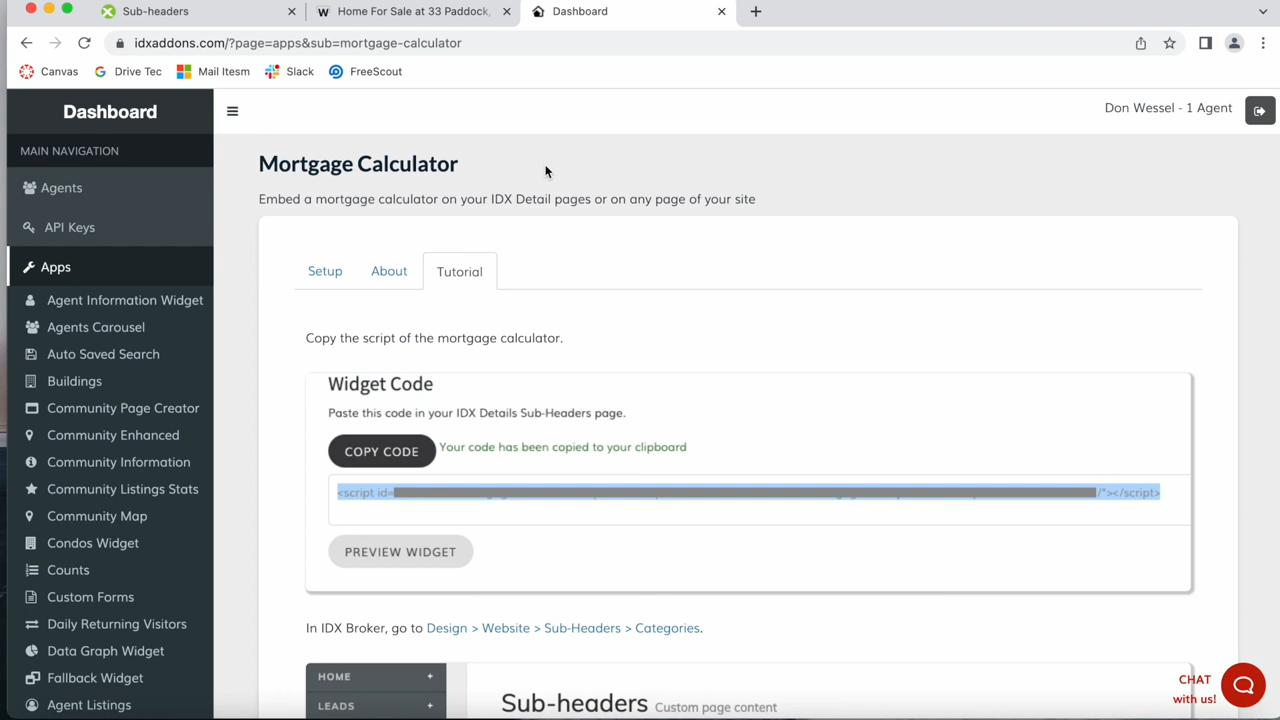 Sub-headers
Home For Sale at 33 Paddock,
Dashboard
idxaddons.com/?page=apps&sub=mortgage-calculator
Canvas
Drive Tec
Mail Itesm
Slack
FreeScout
Dashboard
Don Wessel - 1 Agent
MAIN NAVIGATION
Agents
API Keys
Apps
Agent Information Widget
Agents Carousel
Auto Saved Search
Buildings
Community Page Creator
Community Enhanced
Community Information
Community Listings Stats
Community Map
Condos Widget
Counts
Custom Forms
Daily Returning Visitors
Data Graph Widget
Fallback Widget
Agent Listings
Mortgage Calculator
Embed a mortgage calculator on your IDX Detail pages or on any page of your site
Setup
About
Tutorial
Copy the script of the mortgage calculator.
Widget Code
Paste this code in your IDX Details Sub-Headers page.
COPY CODE
Your code has been copied to your clipboard
<script id=
/"></script>
PREVIEW WIDGET
In IDX Broker, go to Design > Website > Sub-Headers > Categories.
HOME +
LEADS +
Sub-headers Custom page content
CHAT
with us!